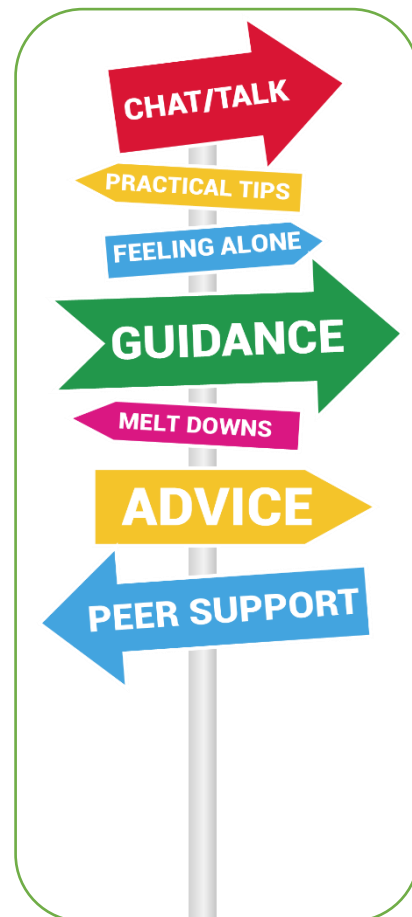 CHAT/TALK
PRACTICAL TIPS
FEELING ALONE
GUIDANCE
MELT DOWNS
ADVICE
PEER SUPPORT